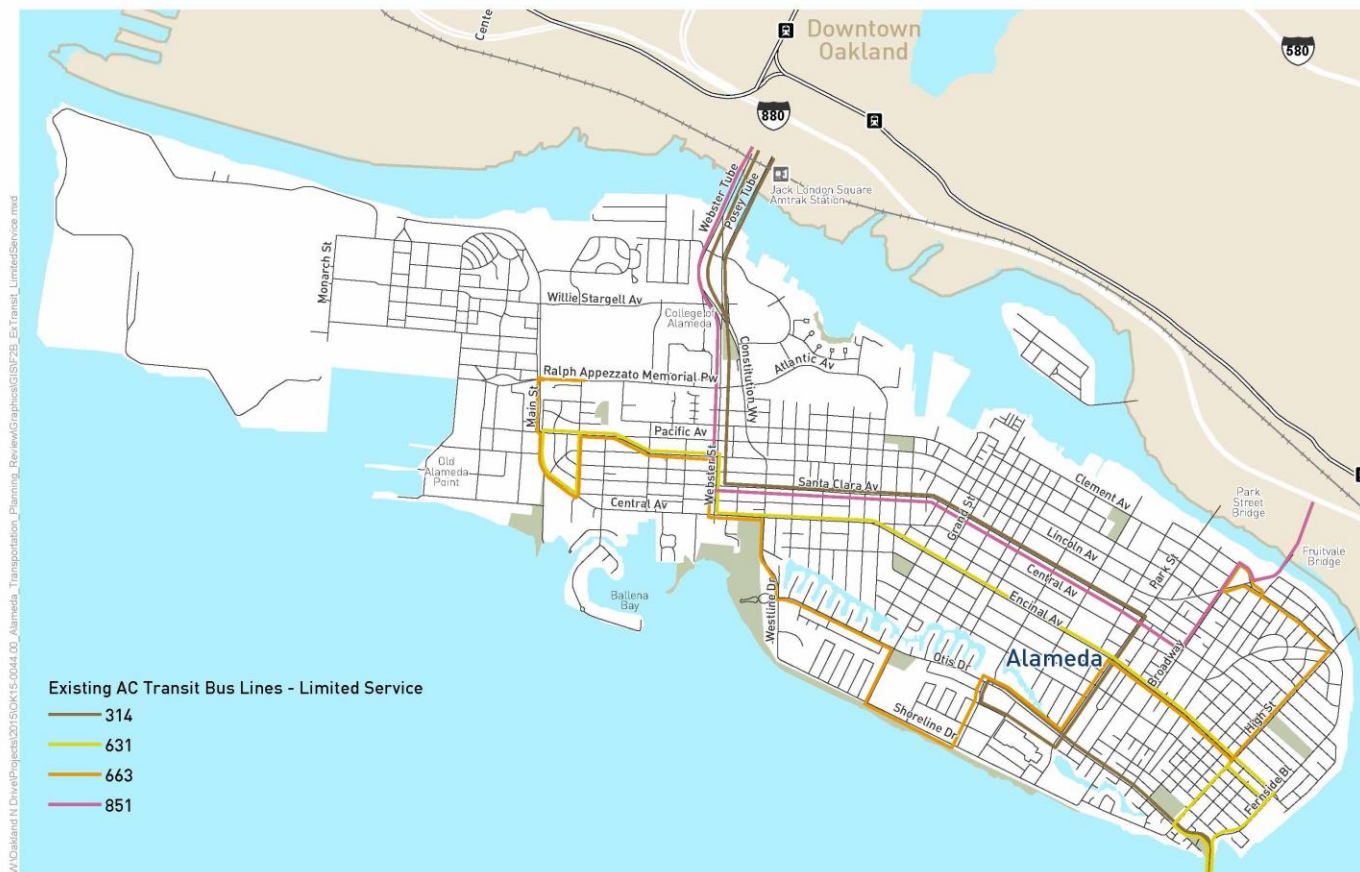 Downtown
Oakland
580
Cente
880
Jack London Square
Amtrak Station
Webster Tube
Posey Tube
Monarch St
Willie Stargell Av
College of
Alameda
Constitution Wy
Atlantic Av
Ralph Appezzato Memorial Pw
Main St
Pacific Av
Webster St
Old
Alameda
Point
Santa Clara Av
Clement Av
Park
Street
Bridge
Central Av
Grand St
Lincoln Av
Park St
Fruitvale
Bridge
Central Av
Encinal Av
Ballena
Bay
Westline Dr
Otis Dr
Alameda
Broadway
Shoreline Dr
High St
Fernside Bl
Existing AC Transit Bus Lines - Limited Service
314
631
663
851